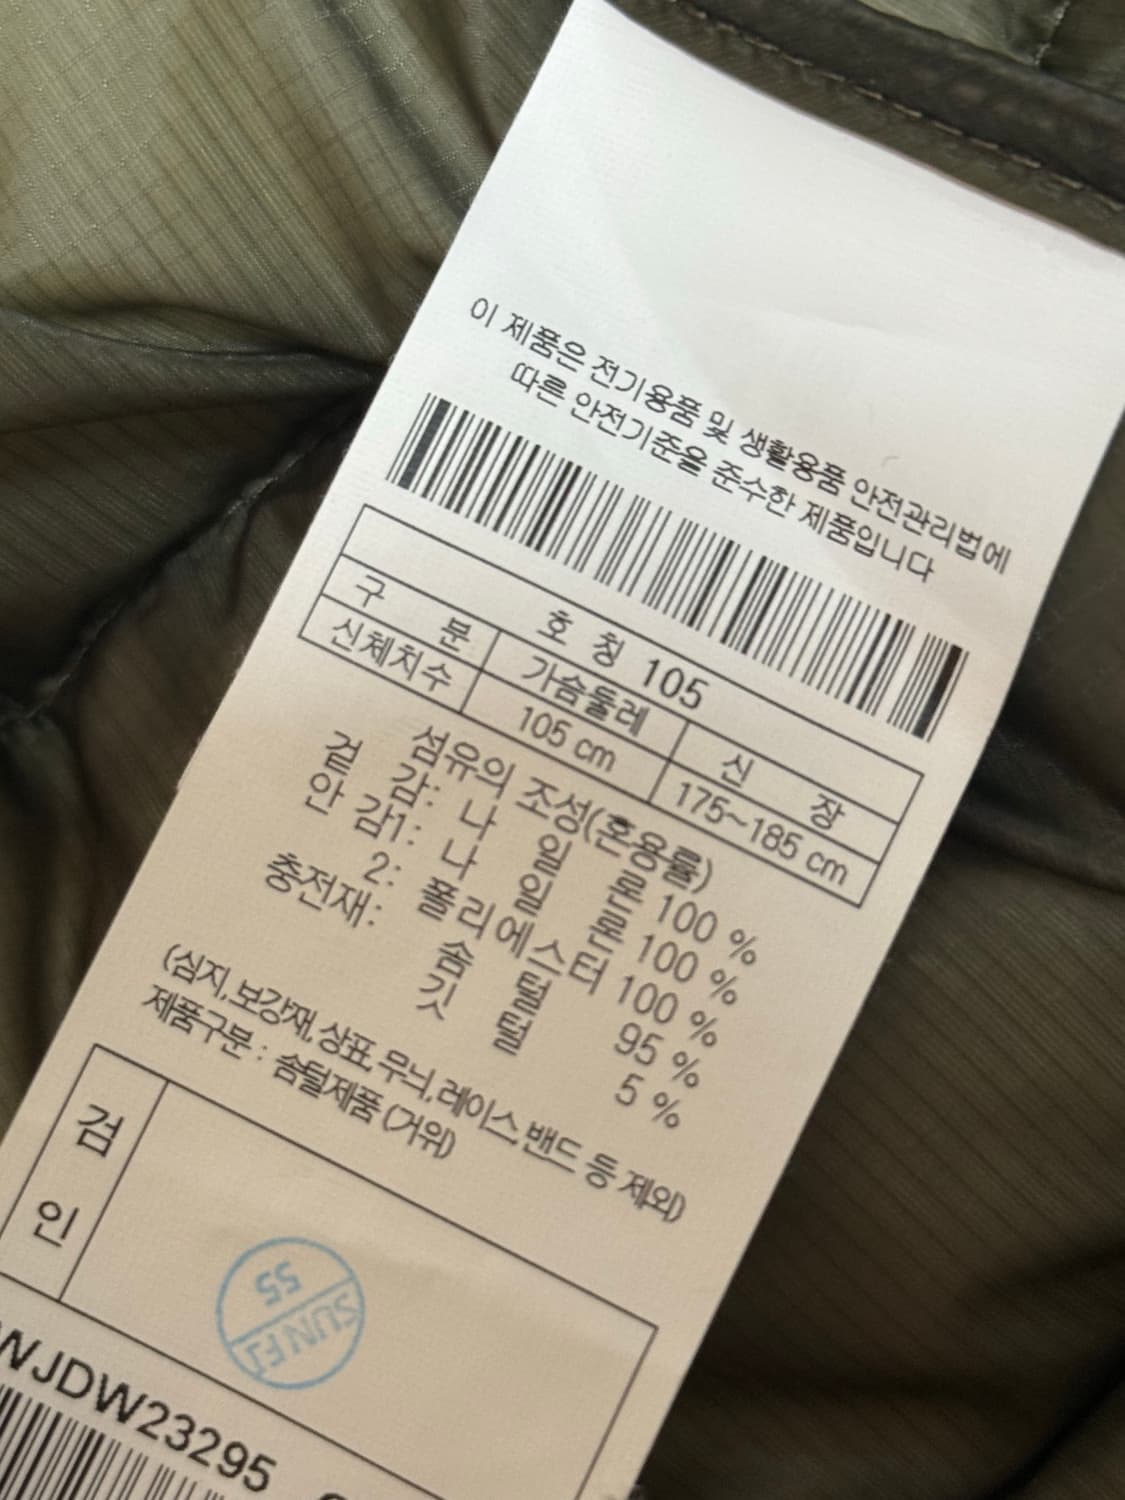 이 제품은 전기용품 및 생활용품 안전관리법에
따른 안전기준을 준수한 제품입니다
호 칭 105
구 분 가슴둘레 신 장
신체치수 105 cm 175~185 cm
섬유의 조성(혼용률)
겉 감: 나 일 론 100 %
안 감1: 나 일 론 100 %
2: 폴리에스터 100 %
충전재: 솜 털 95 %
깃 털 5 %
(심지,보강재,상표,무늬,레이스,밴드 등 제외)
제품구분 : 솜털제품 (거위)
검
인
55
WJDW23295